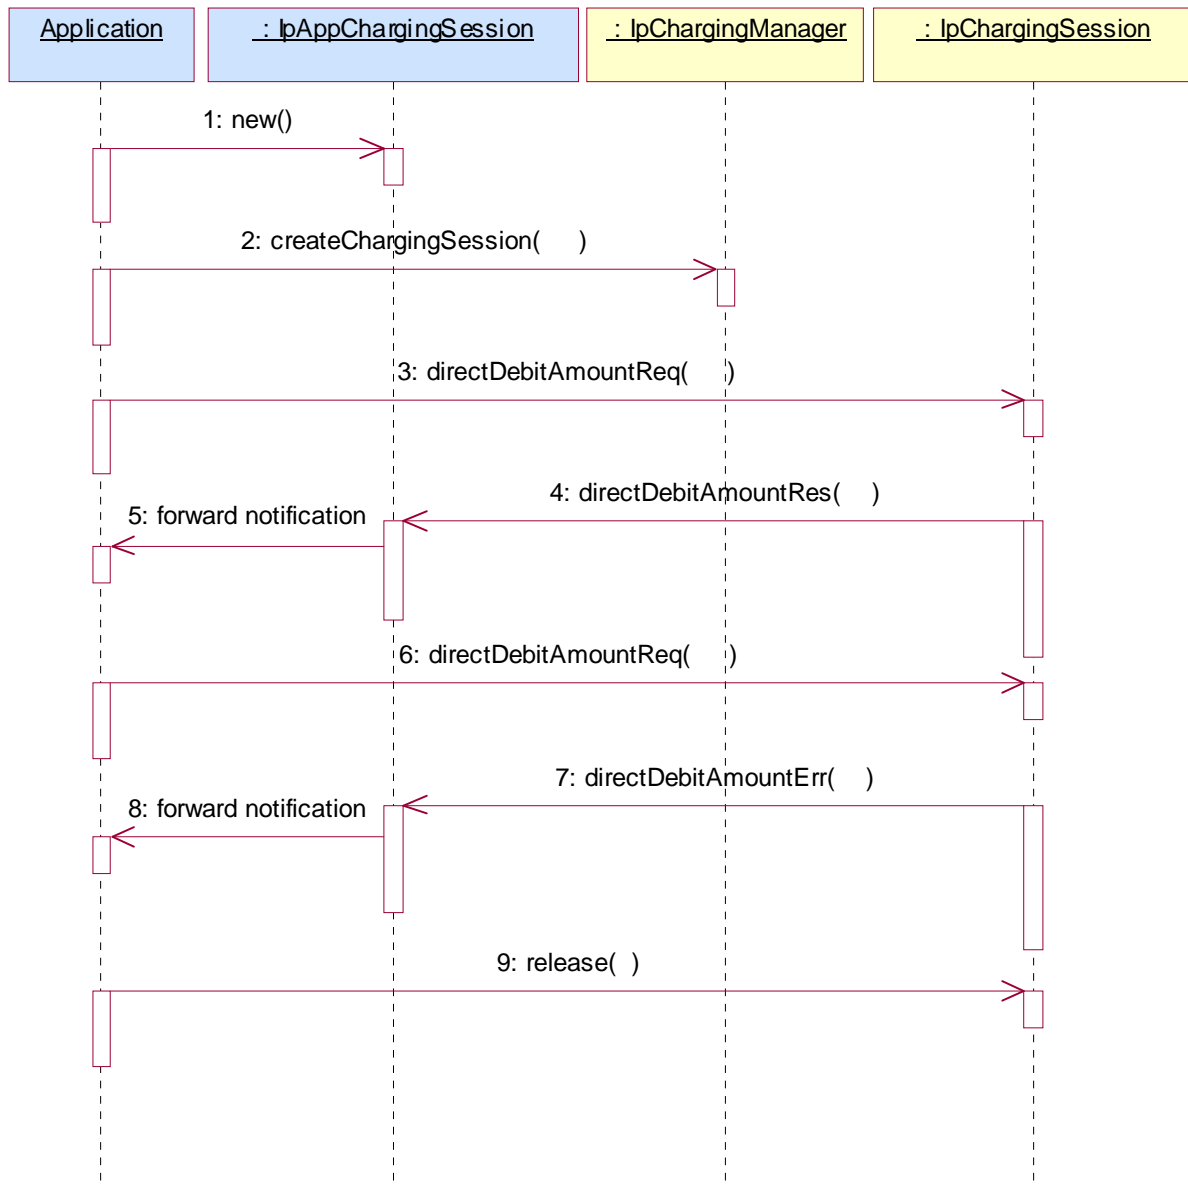 Application
: IpAppChargingSession
: IpChargingManager
: IpChargingSession
1: new()
2: createChargingSession( )
3: directDebitAmountReq( )
4: directDebitAmountRes( )
5: forward notification
6: directDebitAmountReq( )
7: directDebitAmountErr( )
8: forward notification
9: release( )